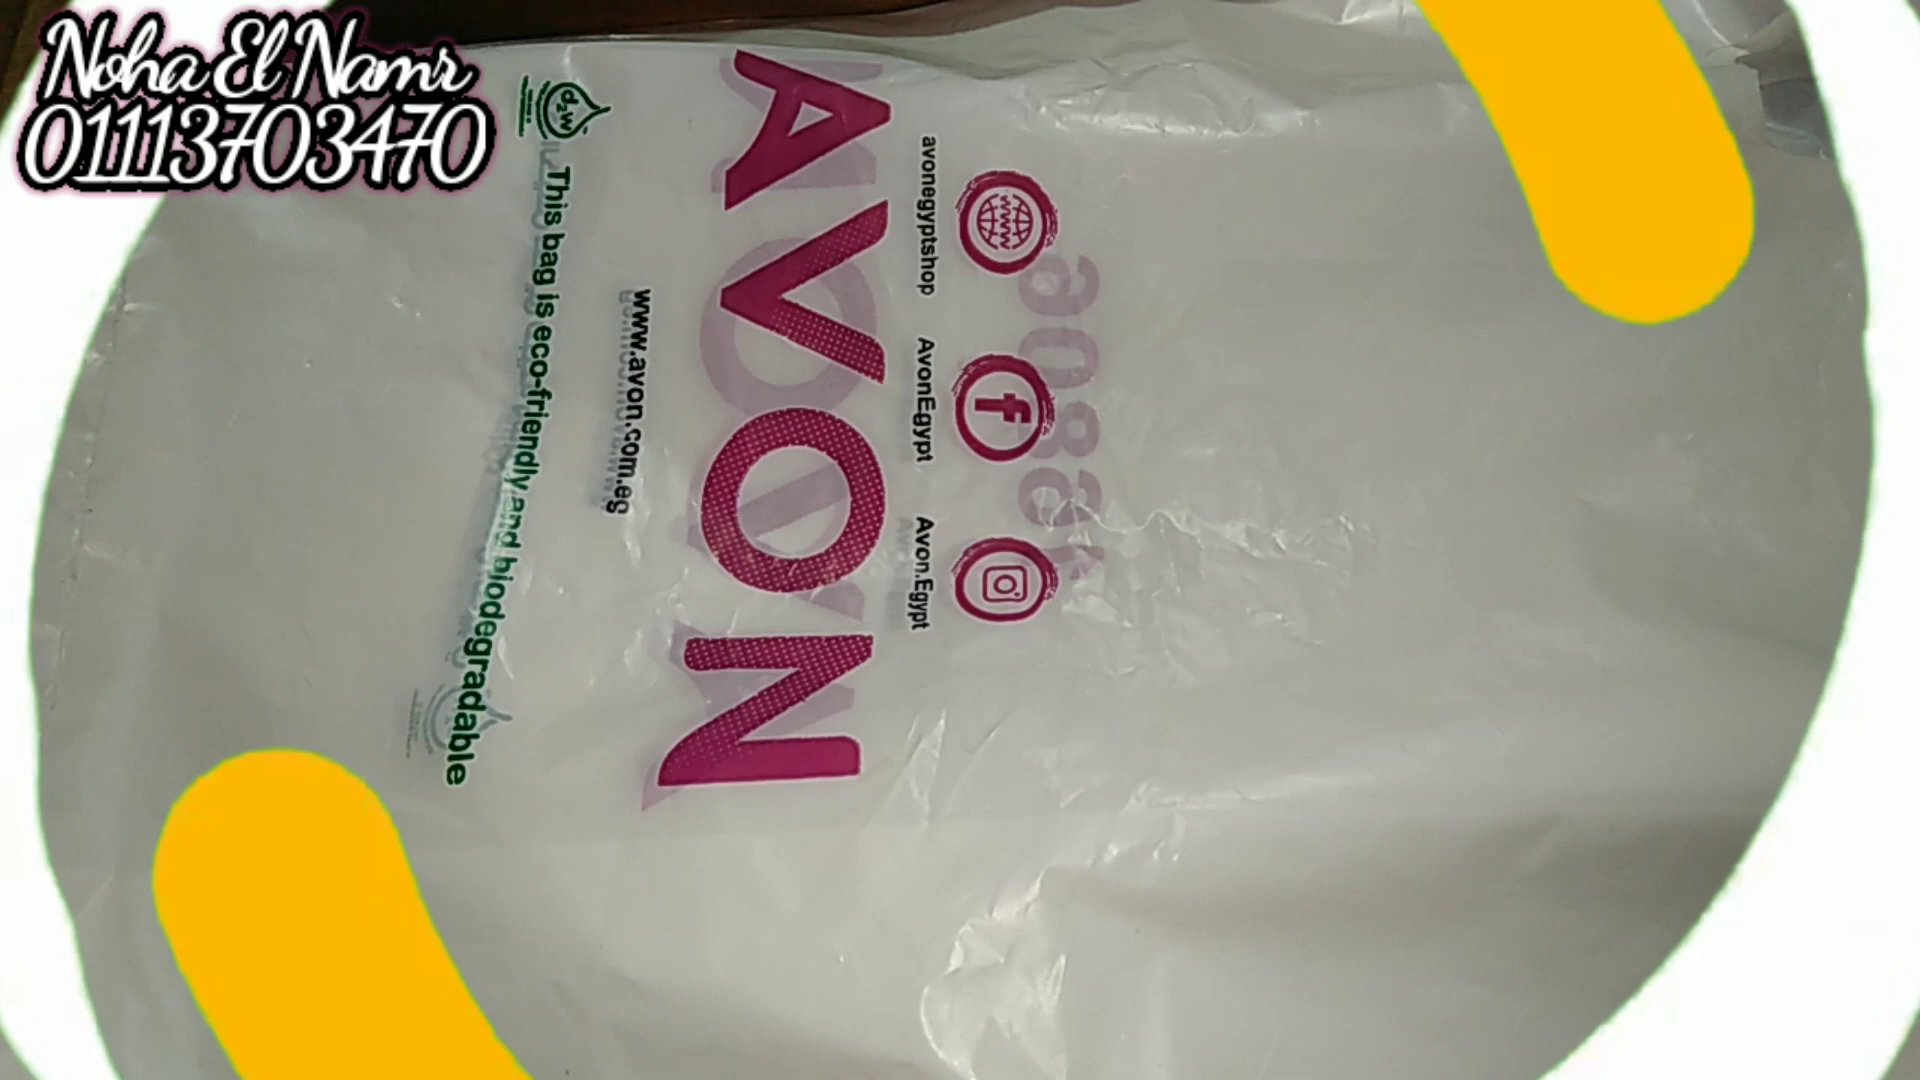 Noha El Namr
01113703470
avonegyptshop
AvonEgypt
Avon.Egypt
AVON
www.avon.com.eg
d₂w
This bag is eco-friendly and biodegradable